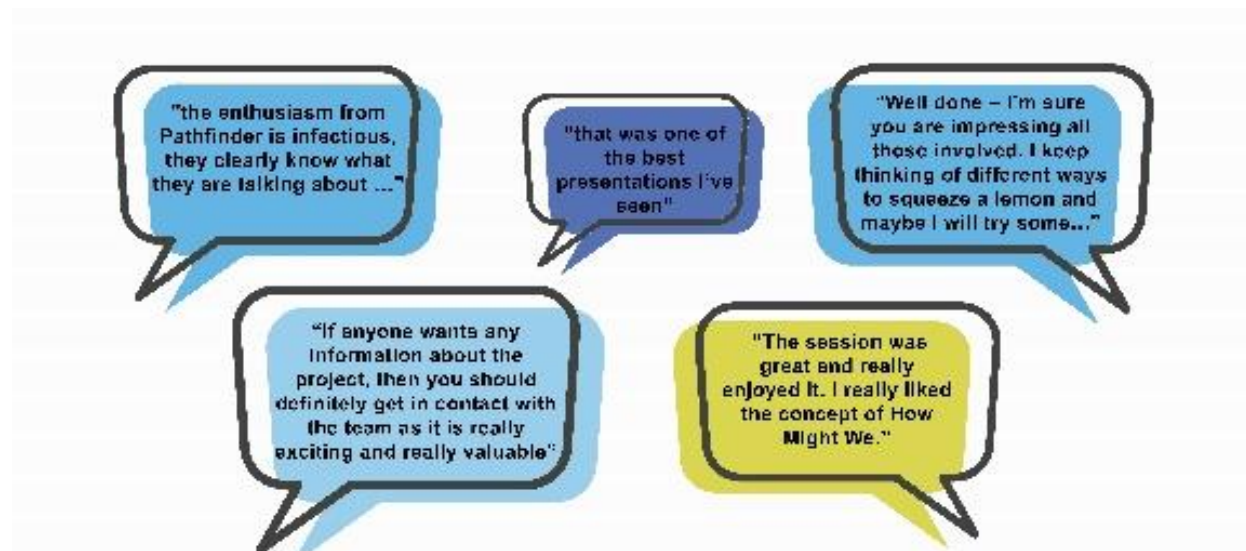 "the enthusiasm from
Pathfinder is infectious,
they clearly know what
they are talking about ..."
"that was one of
the best
presentations I've
seen"
"Well done – I'm sure
you are impressing all
those involved. I keep
thinking of different ways
to squeeze a lemon and
maybe I will try some..."
"If anyone wants any
information about the
project, then you should
definitely get in contact with
the team as it is really
exciting and really valuable"
"The session was
great and really
enjoyed it. I really liked
the concept of How
Might We."